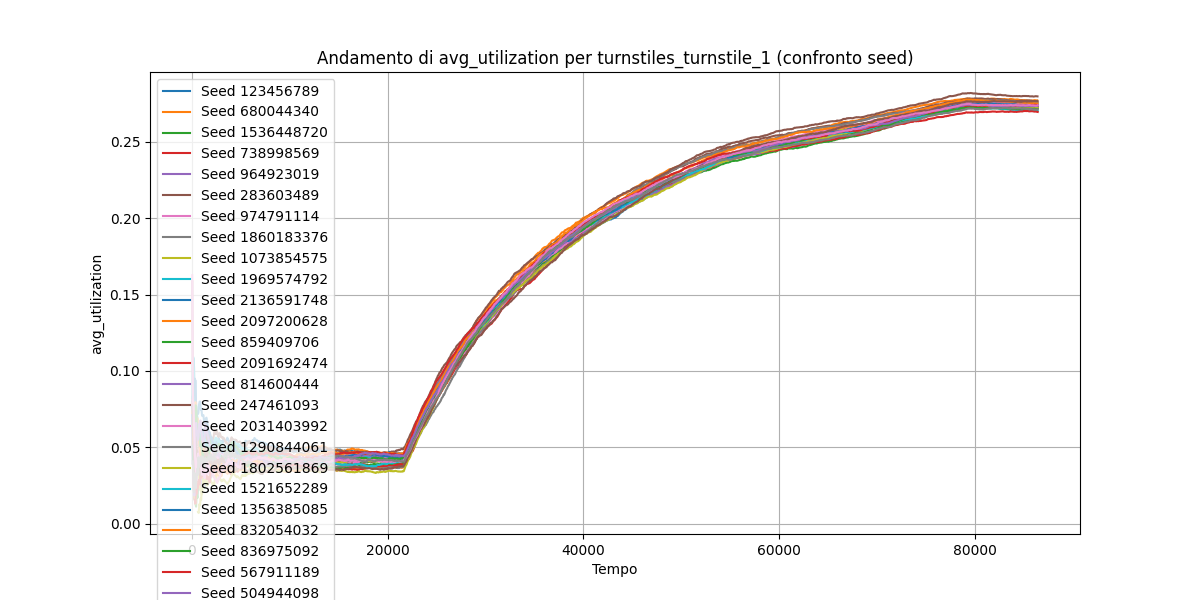 Andamento di avg_utilization per turnstiles_turnstile_1 (confronto seed)
avg_utilization
0.25
0.20
0.15
0.10
0.05
0.00
Seed 123456789
Seed 680044340
Seed 1536448720
Seed 738998569
Seed 964923019
Seed 283603489
Seed 974791114
Seed 1860183376
Seed 1073854575
Seed 1969574792
Seed 2136591748
Seed 2097200628
Seed 859409706
Seed 2091692474
Seed 814600444
Seed 247461093
Seed 2031403992
Seed 1290844061
Seed 1802561869
Seed 1521652289
Seed 1356385085
Seed 832054032
Seed 836975092
Seed 567911189
Seed 504944098
0 20000 40000 60000 80000
Tempo